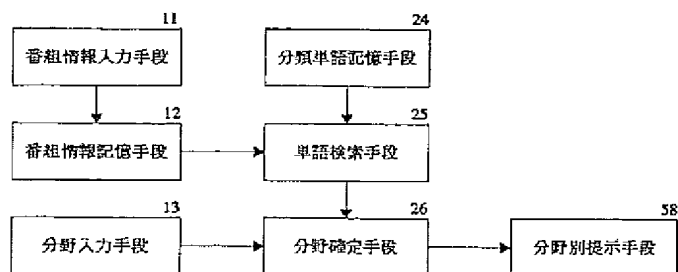 11
番組情報入力手段
24
分類単語記憶手段
12
番組情報記憶手段
25
単語検索手段
13
分野入力手段
26
分野確定手段
58
分野別提示手段